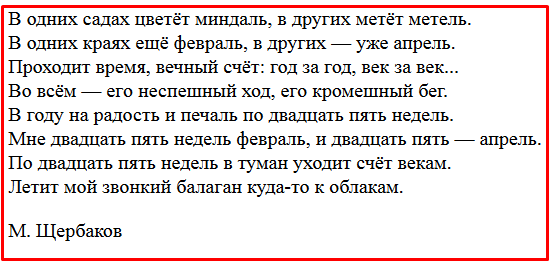 В одних садах цветёт миндаль, в других метёт метель.
В одних краях ещё февраль, в других — уже апрель.
Проходит время, вечный счёт: год за год, век за век...
Во всём — его неспешный ход, его кромешный бег.
В году на радость и печаль по двадцать пять недель.
Мне двадцать пять недель февраль, и двадцать пять — апрель.
По двадцать пять недель в туман уходит счёт векам.
Летит мой звонкий балаган куда-то к облакам.
М. Щербаков